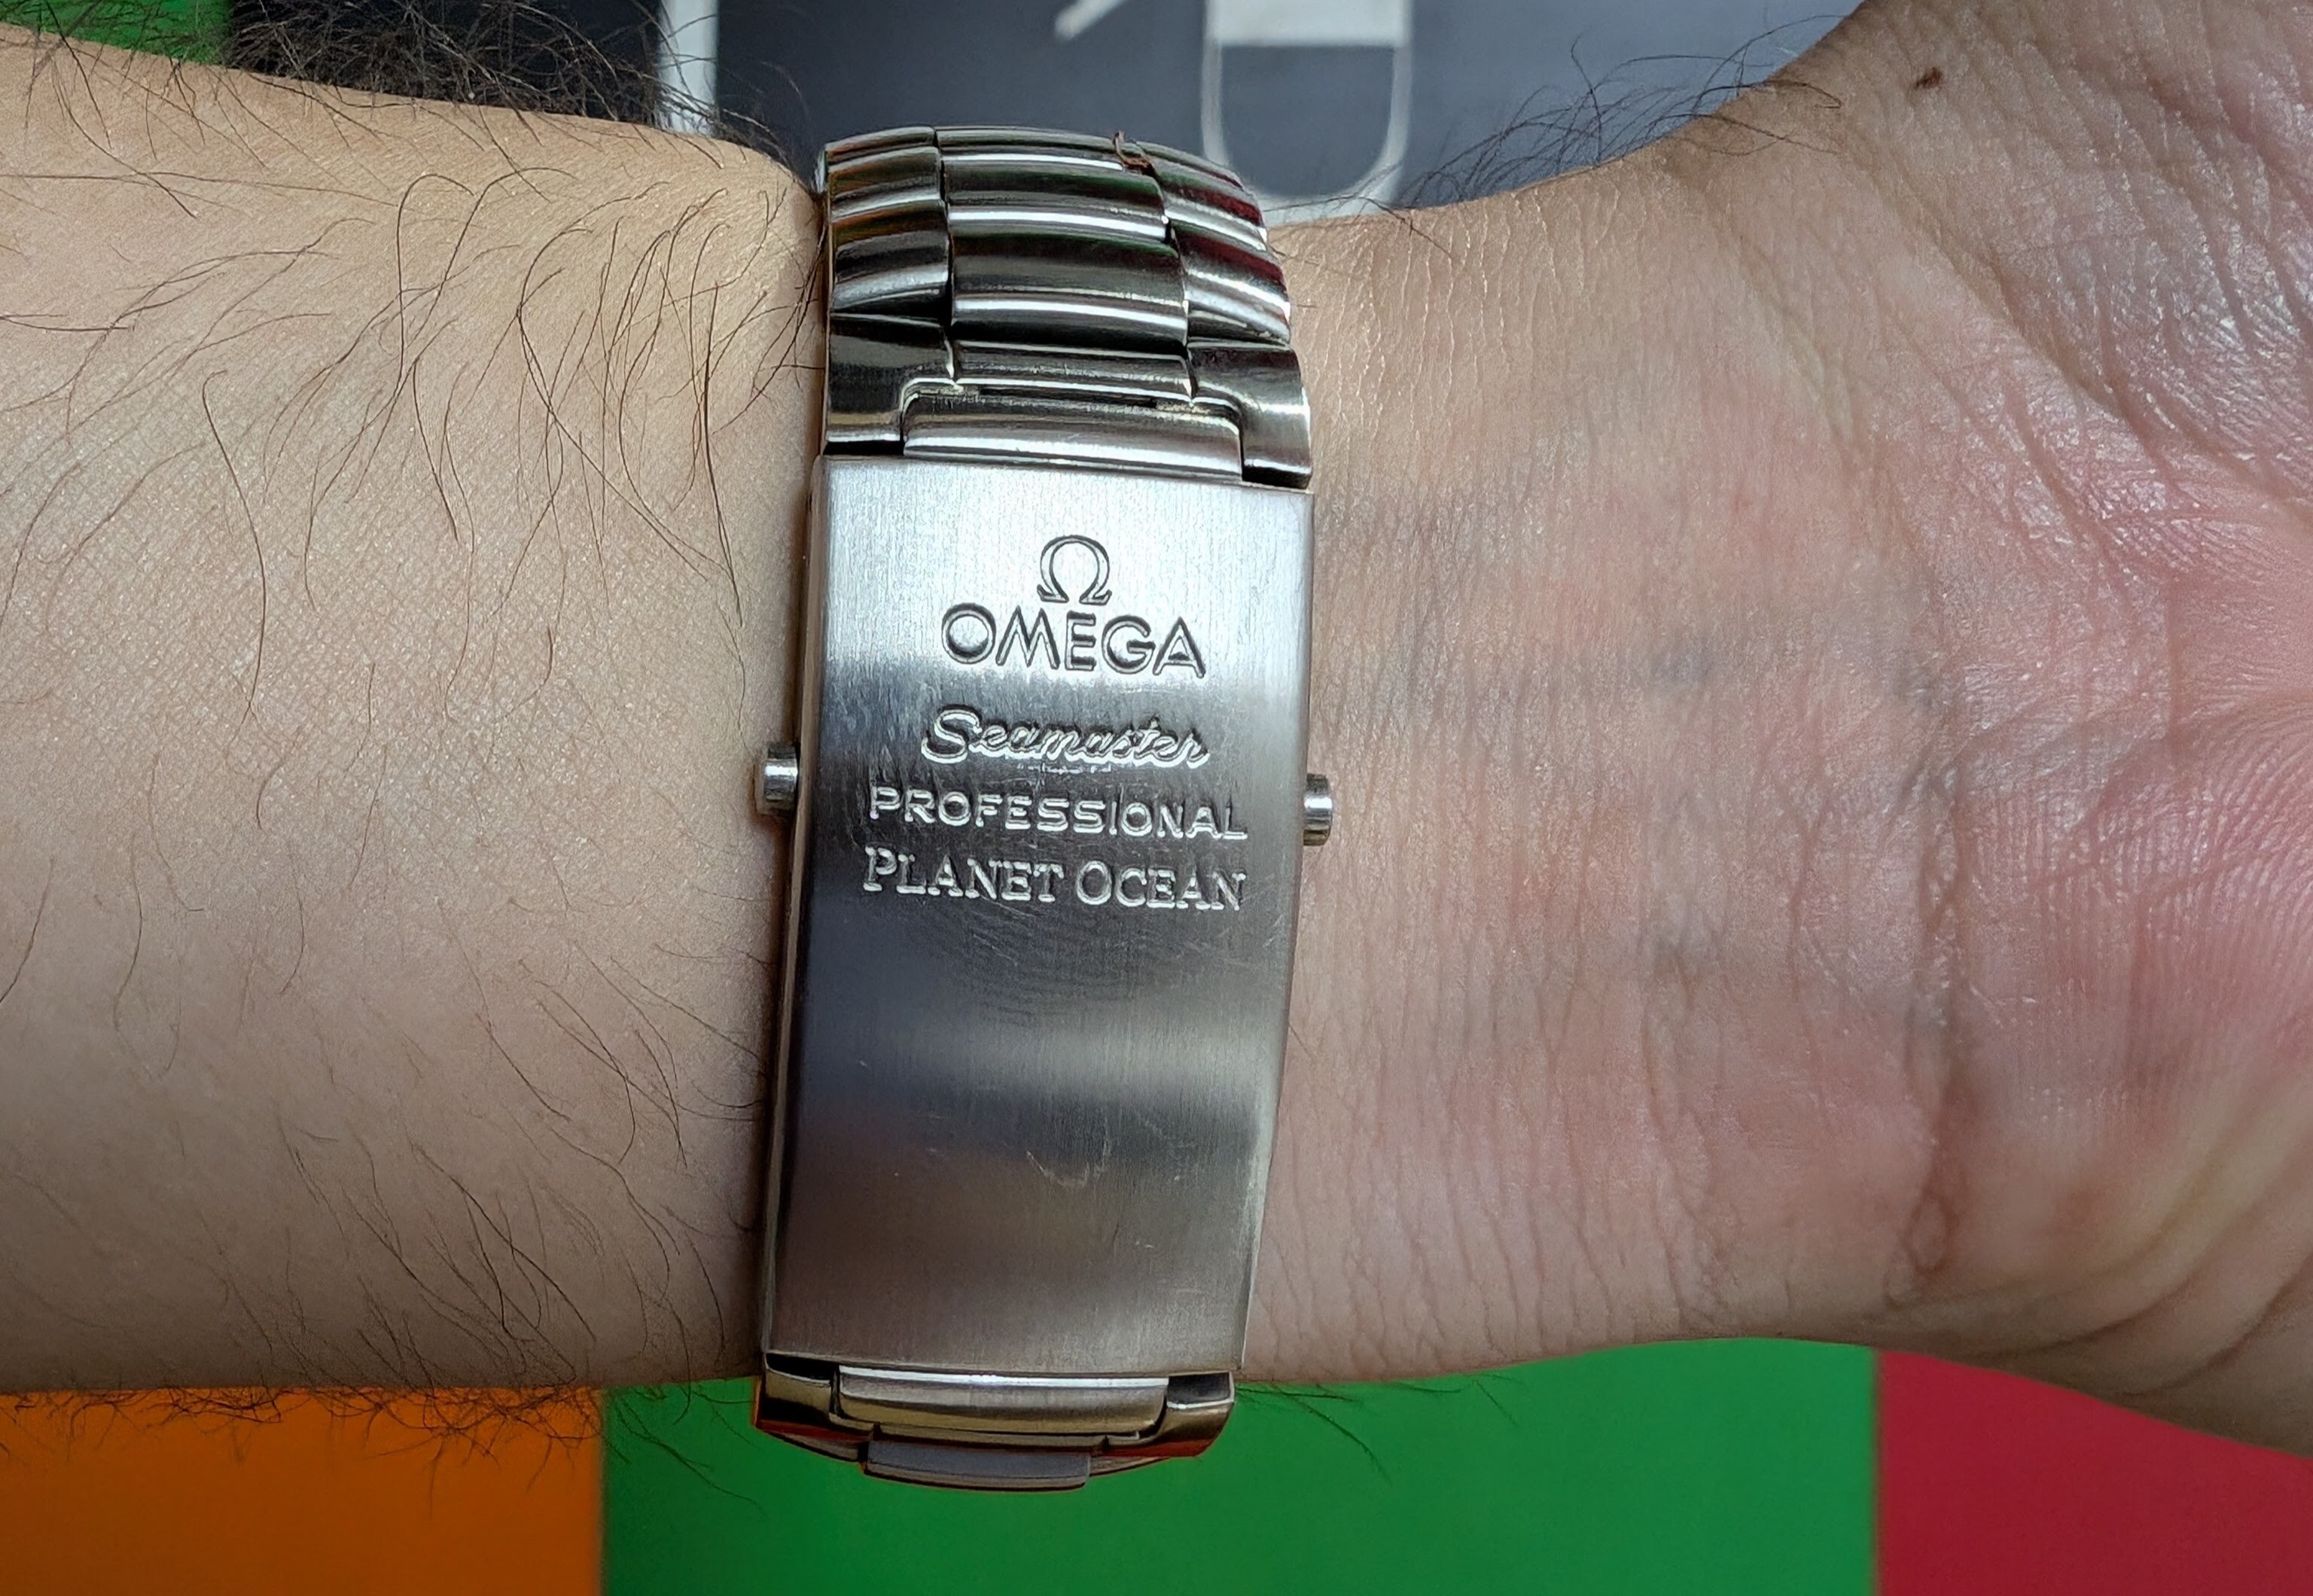 Ω
OMEGA
Seamaster
PROFESSIONAL
PLANET OCEAN